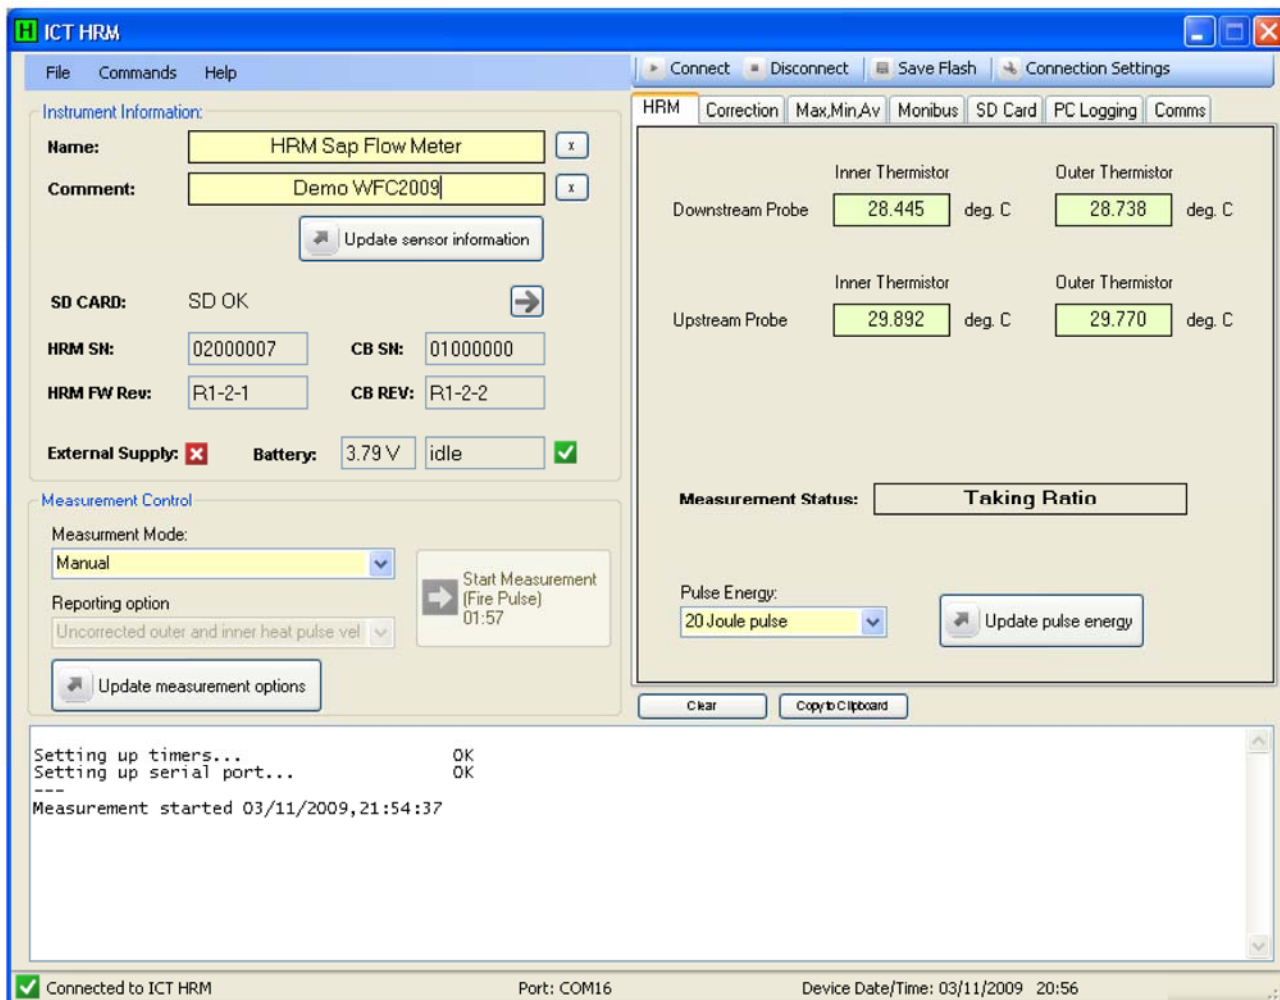 ICT HRM
File Commands Help
Connect Disconnect Save Flash Connection Settings
Instrument Information:
Name: HRM Sap Flow Meter x
Comment: Demo WFC2009 x
Update sensor information
SD CARD: SD OK
HRM SN: 02000007 CB SN: 01000000
HRM FW Rev: R1-2-1 CB REV: R1-2-2
External Supply: Battery: 3.79 V idle
Measurement Control
Measurment Mode:
Manual
Reporting option
Uncorrected outer and inner heat pulse vel
Start Measurement
(Fire Pulse)
01:57
Update measurement options
HRM Correction Max,Min,Av Monibus SD Card PC Logging Comms
Inner Thermistor Outer Thermistor
Downstream Probe 28.445 deg. C 28.738 deg. C
Inner Thermistor Outer Thermistor
Upstream Probe 29.892 deg. C 29.770 deg. C
Measurement Status: Taking Ratio
Pulse Energy:
20 Joule pulse Update pulse energy
Clear Copy to Clipboard
Setting up timers... OK
Setting up serial port... OK
---
Measurement started 03/11/2009,21:54:37
Connected to ICT HRM Port: COM16 Device Date/Time: 03/11/2009 20:56